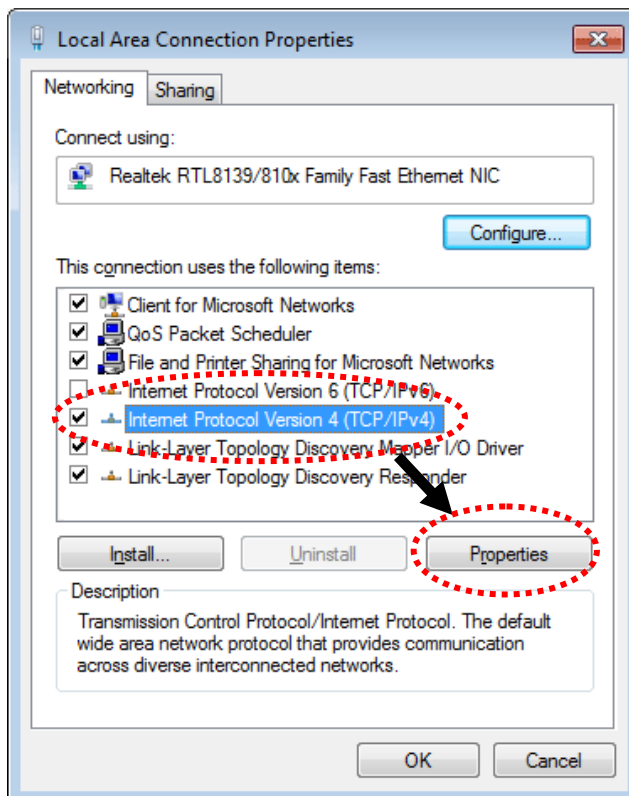 Local Area Connection Properties
Networking
Sharing
Connect using:
Realtek RTL8139/810x Family Fast Ethernet NIC
Configure...
This connection uses the following items:
Client for Microsoft Networks
QoS Packet Scheduler
File and Printer Sharing for Microsoft Networks
Internet Protocol Version 6 (TCP/IPv6)
Internet Protocol Version 4 (TCP/IPv4)
Link-Layer Topology Discovery Mapper I/O Driver
Link-Layer Topology Discovery Responder
Install...
Uninstall
Properties
Description
Transmission Control Protocol/Internet Protocol. The default
wide area network protocol that provides communication
across diverse interconnected networks.
OK
Cancel